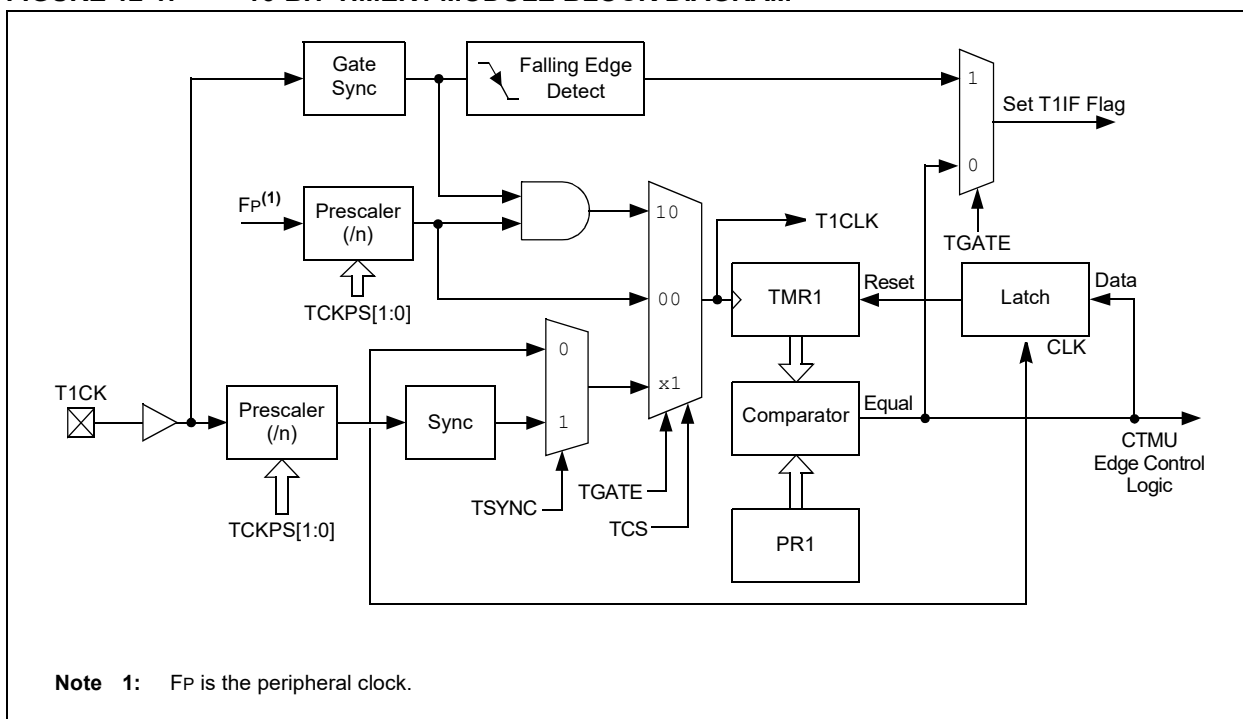 Gate
Sync
Falling Edge
Detect
1
Set T1IF Flag
0
FP(1)
Prescaler
(/n)
10
T1CLK
TGATE
TCKPS[1:0]
00
TMR1
Reset
Latch
Data
CLK
0
T1CK
Prescaler
(/n)
Sync
1
x1
Comparator
Equal
CTMU
Edge Control
Logic
TSYNC
TGATE
TCS
TCKPS[1:0]
PR1
Note 1: FP is the peripheral clock.